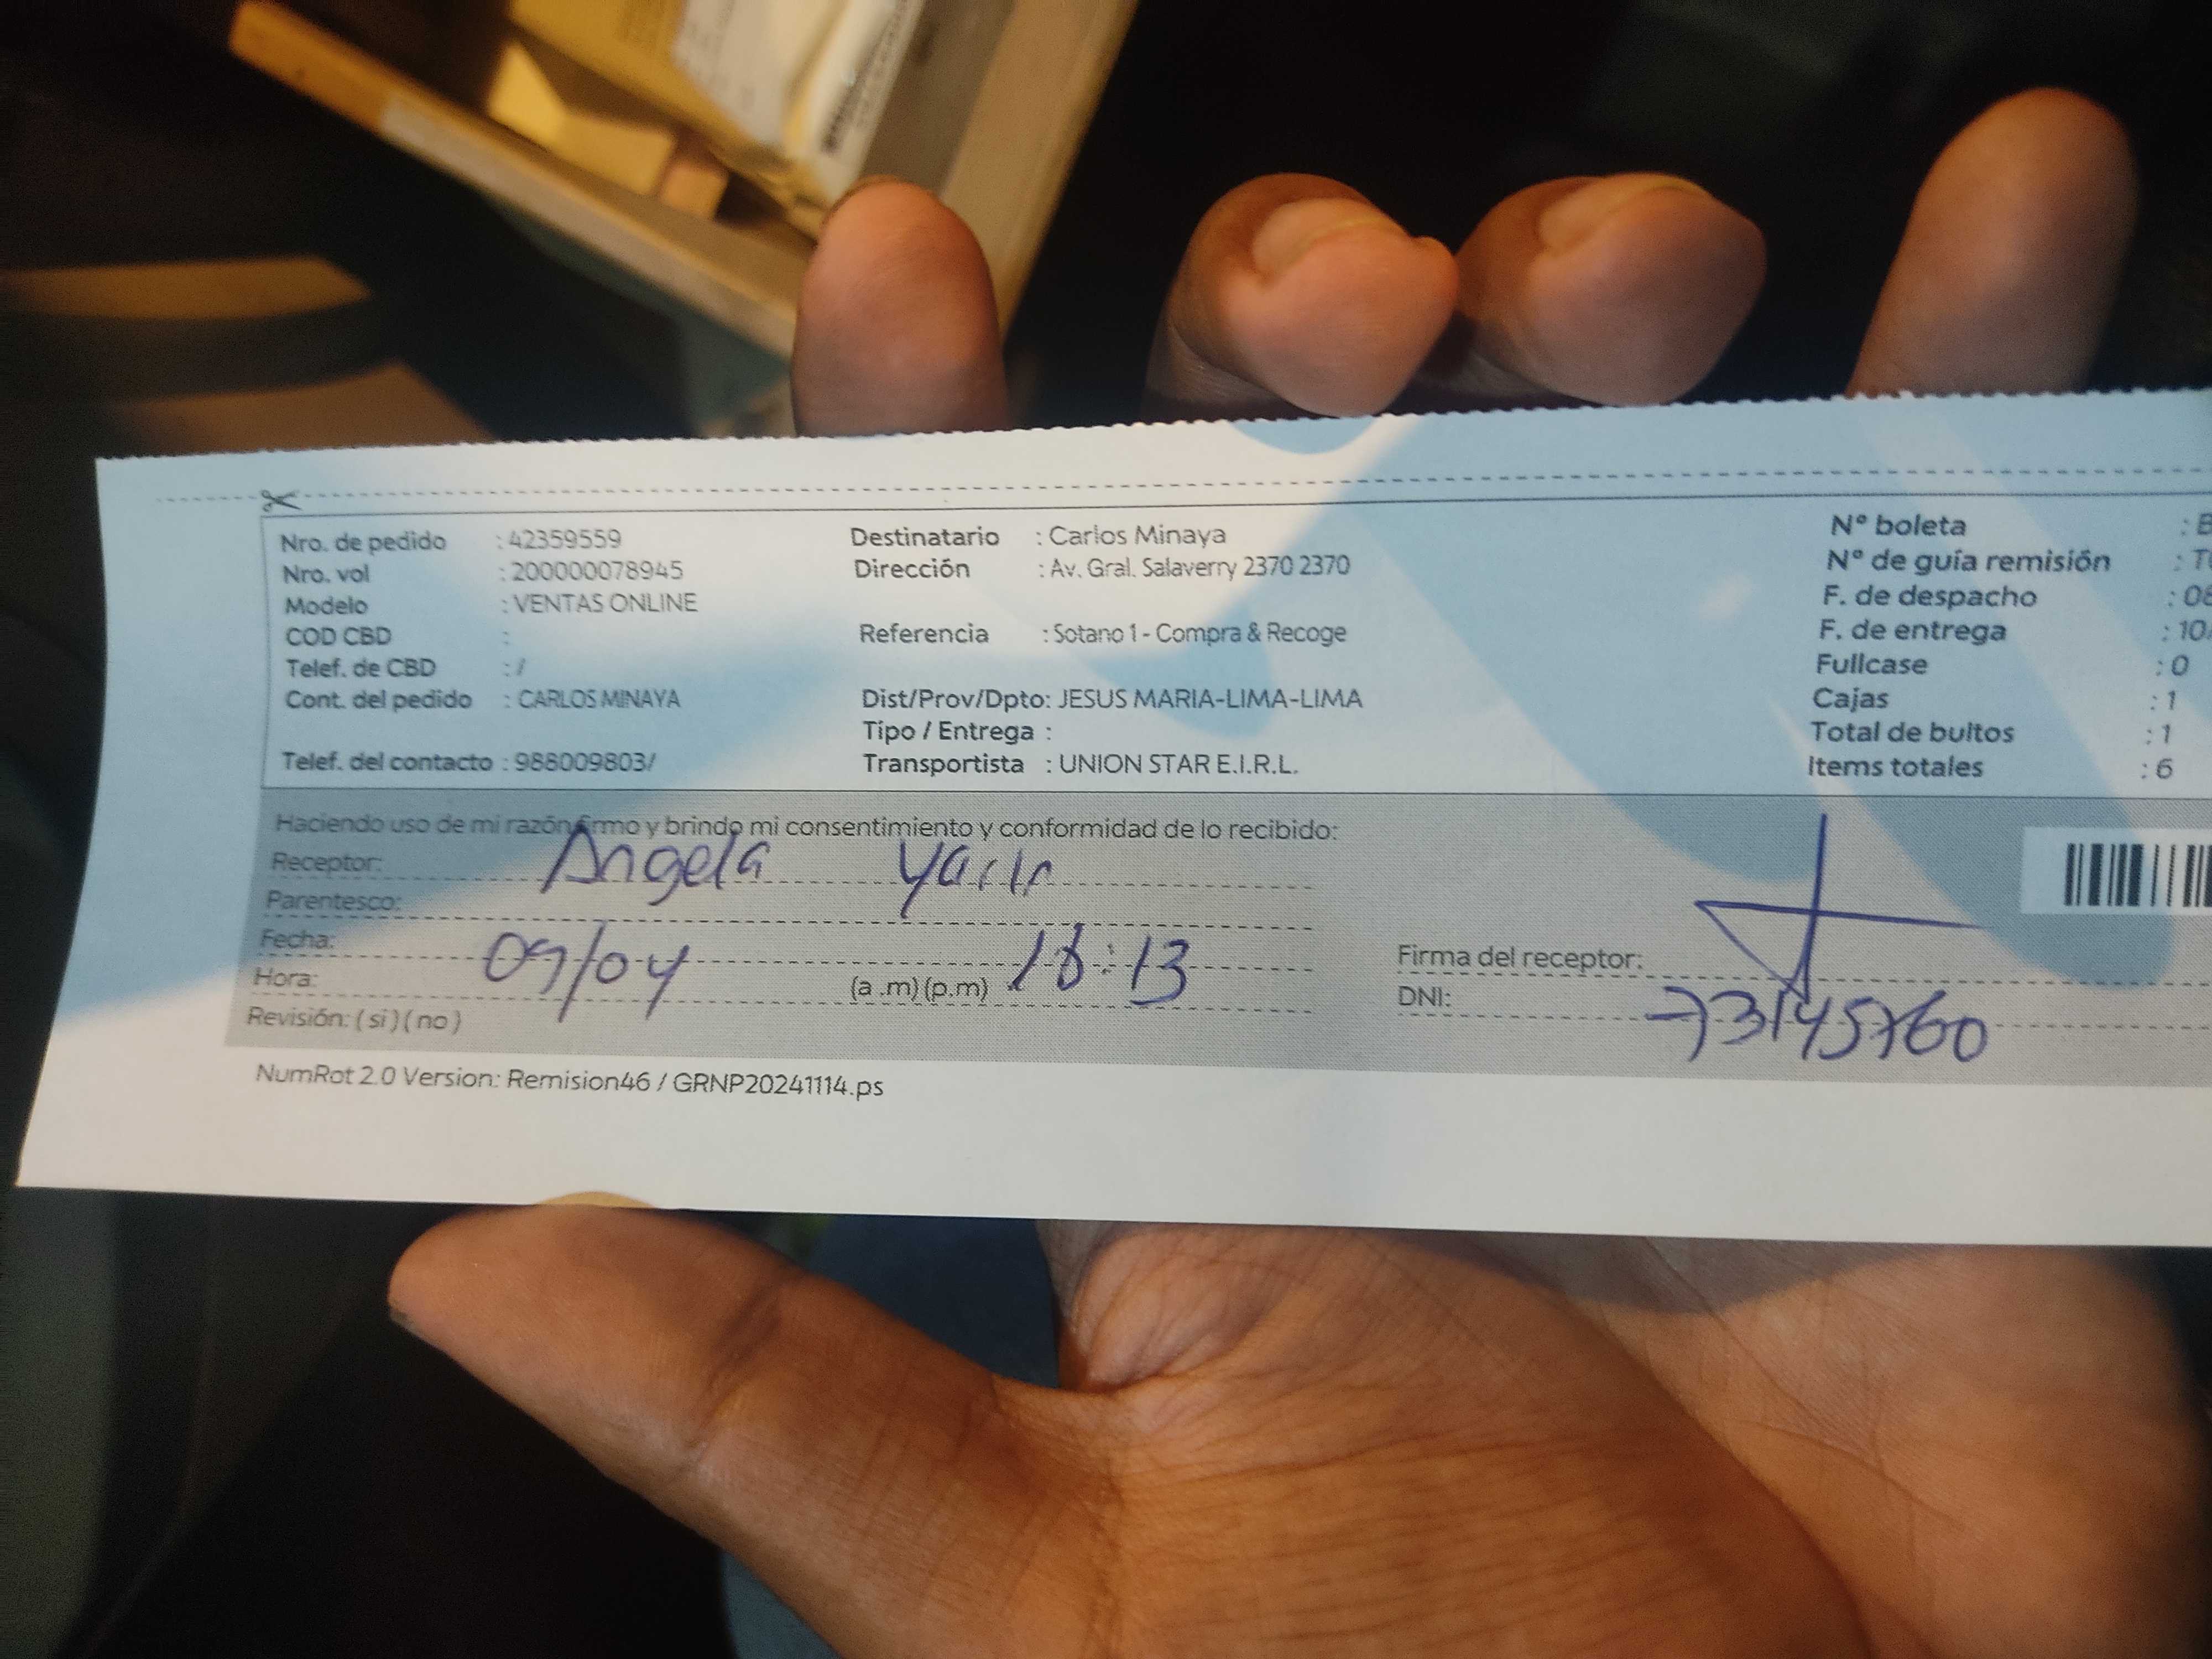 Nro. de pedido : 42359559
Nro. vol : 200000078945
Modelo : VENTAS ONLINE
COD CBD :
Telef. de CBD : /
Cont. del pedido : CARLOS MINAYA
Telef. del contacto : 988009803/
Destinatario : Carlos Minaya
Dirección : Av. Gral. Salaverry 2370 2370
Referencia : Sotano 1 - Compra & Recoge
Dist/Prov/Dpto: JESUS MARIA-LIMA-LIMA
Tipo / Entrega :
Transportista : UNION STAR E.I.R.L.
Nº boleta : B
Nº de guía remisión :
F. de despacho : 08
F. de entrega : 10/
Fullcase : 0
Cajas : 1
Total de bultos : 1
Items totales : 6
Haciendo uso de mi razón firmo y brindo mi consentimiento y conformidad de lo recibido:
Receptor: Angela
Parentesco:
Fecha: 09/04
Hora: (a .m) (p.m) 18:13
Revisión: ( si ) ( no )
Firma del receptor:
DNI: 73145760
NumRot 2.0 Version: Remision46 / GRNP20241114.ps